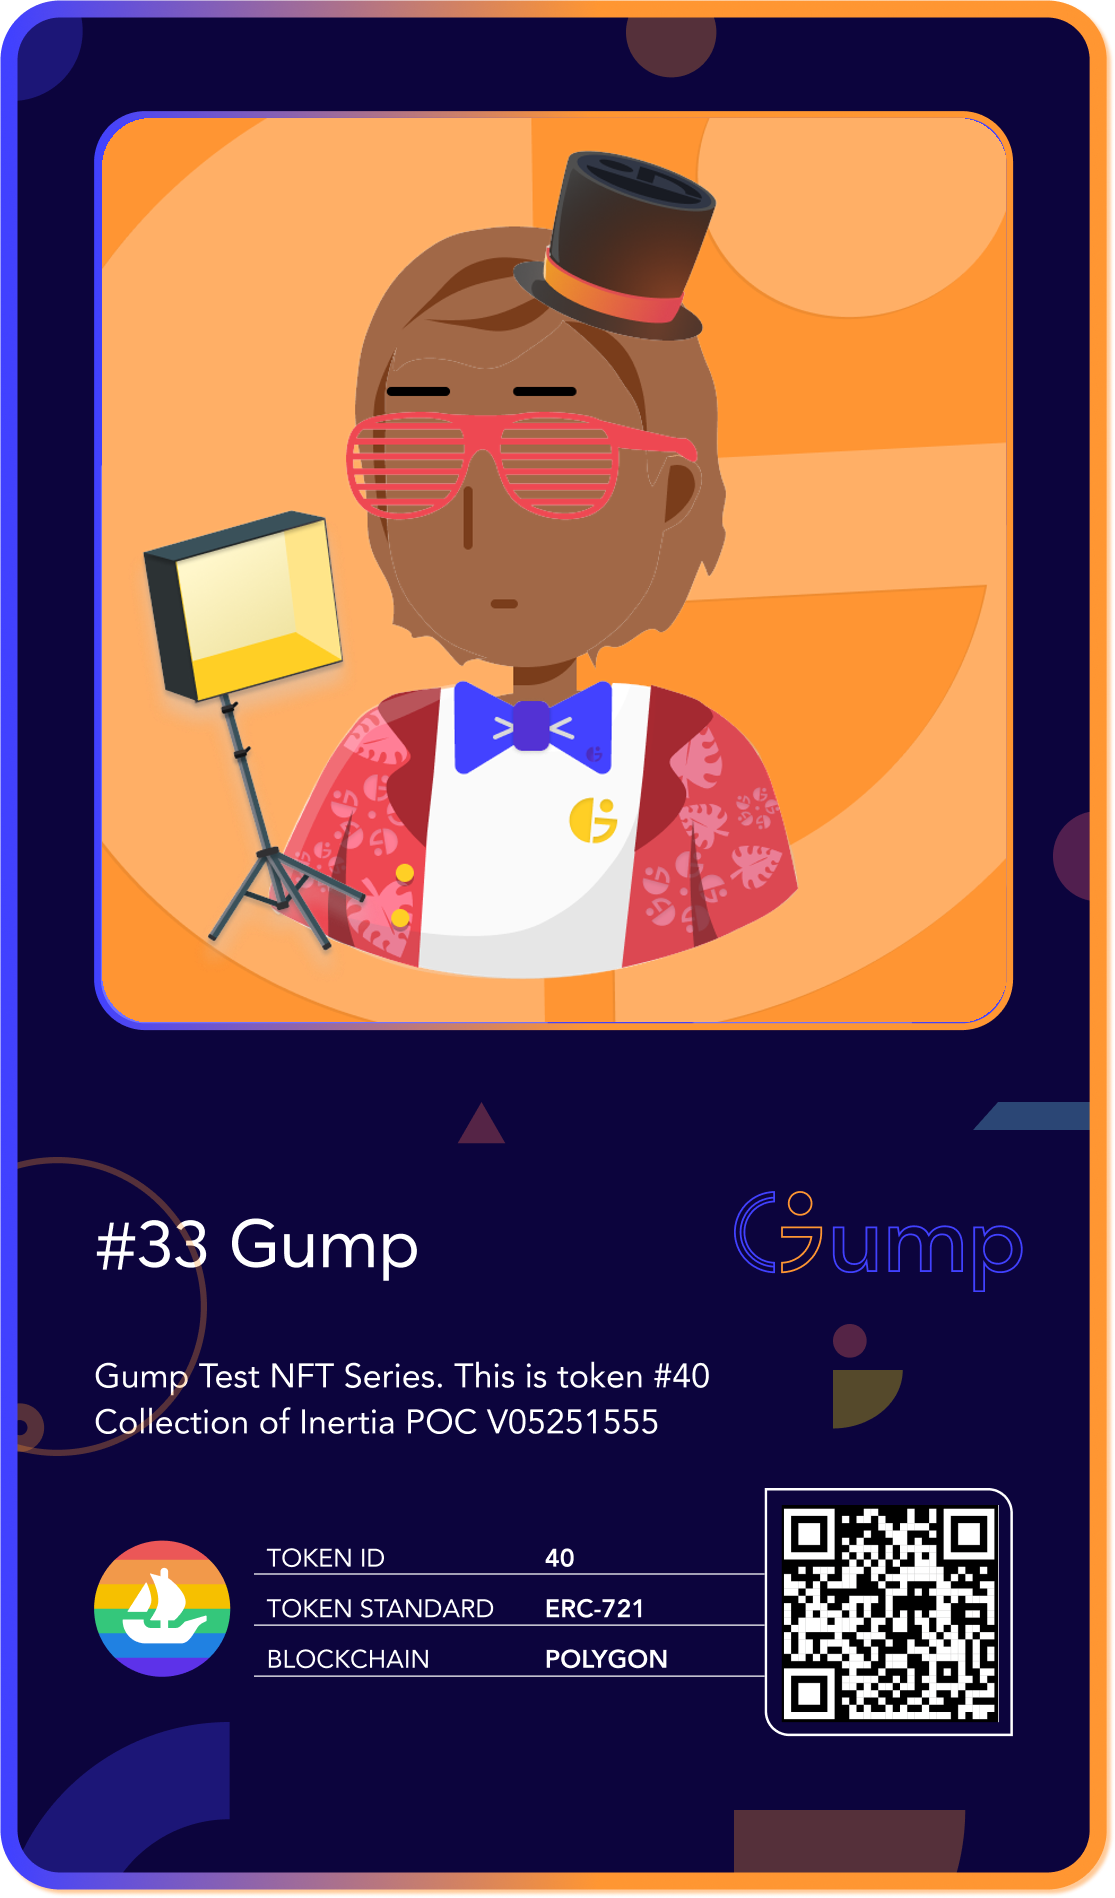 #33 Gump
Gump
Gump Test NFT Series. This is token #40
Collection of Inertia POC V05251555
TOKEN ID 40
TOKEN STANDARD ERC-721
BLOCKCHAIN POLYGON